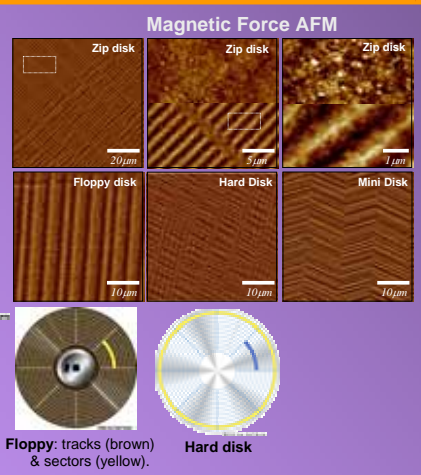 Magnetic Force AFM
Zip disk
Zip disk
Zip disk
20μm
5μm
1μm
Floppy disk
Hard Disk
Mini Disk
10μm
10μm
10μm
Floppy: tracks (brown)
& sectors (yellow).
Hard disk